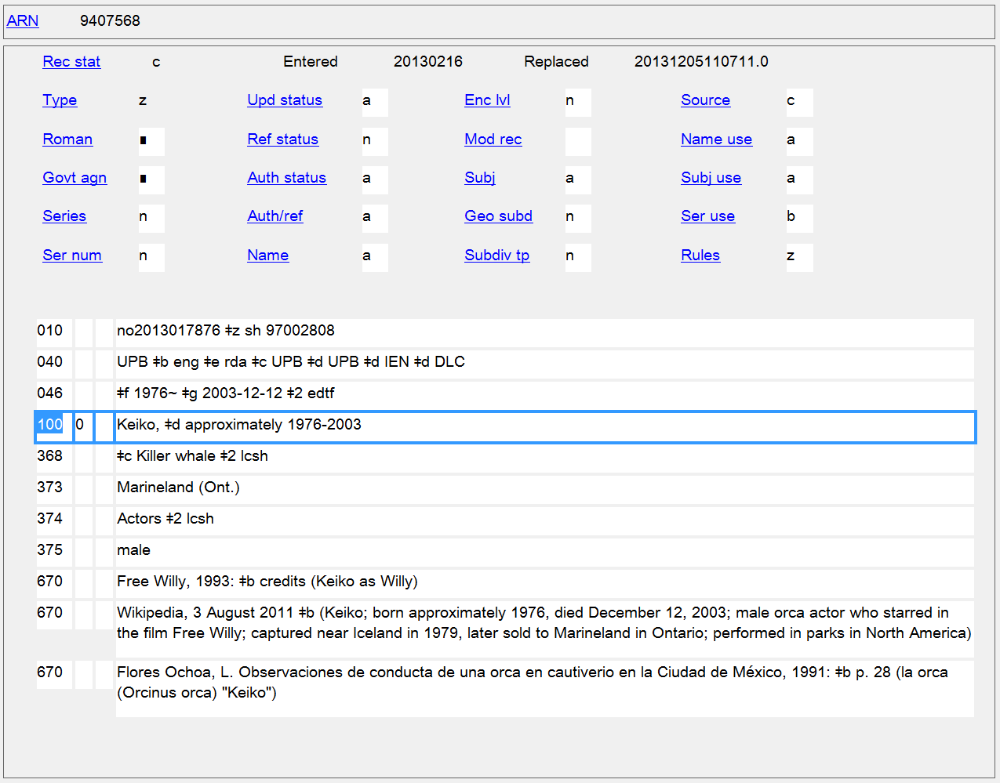 ARN 9407568
Rec stat c Entered 20130216 Replaced 20131205110711.0
Type z Upd status a Enc lvl n Source c
Roman ∎ Ref status n Mod rec Name use a
Govt agn ∎ Auth status a Subj a Subj use a
Series n Auth/ref a Geo subd n Ser use b
Ser num n Name a Subdiv tp n Rules z
010 no2013017876 ‡z sh 97002808
040 UPB ‡b eng ‡e rda ‡c UPB ‡d UPB ‡d IEN ‡d DLC
046 ‡f 1976~ ‡g 2003-12-12 ‡2 edtf
100 0 Keiko, ‡d approximately 1976-2003
368 ‡c Killer whale ‡2 lcsh
373 Marineland (Ont.)
374 Actors ‡2 lcsh
375 male
670 Free Willy, 1993: ‡b credits (Keiko as Willy)
670 Wikipedia, 3 August 2011 ‡b (Keiko; born approximately 1976, died December 12, 2003; male orca actor who starred in
the film Free Willy; captured near Iceland in 1979, later sold to Marineland in Ontario; performed in parks in North America)
670 Flores Ochoa, L. Observaciones de conducta de una orca en cautiverio en la Ciudad de México, 1991: ‡b p. 28 (la orca
(Orcinus orca) "Keiko")